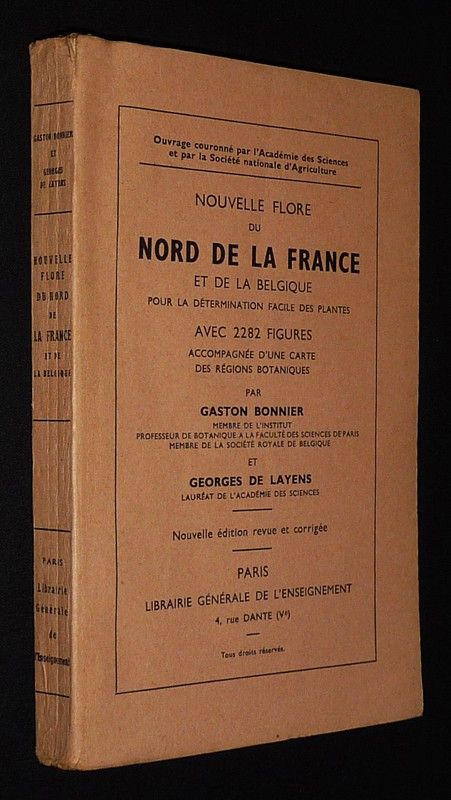 Ouvrage couronné par l'Académie des Sciences
et par la Société nationale d'Agriculture
NOUVELLE FLORE
DU
NORD DE LA FRANCE
ET DE LA BELGIQUE
POUR LA DÉTERMINATION FACILE DES PLANTES
AVEC 2282 FIGURES
ACCOMPAGNÉE D'UNE CARTE
DES RÉGIONS BOTANIQUES
PAR
GASTON BONNIER
MEMBRE DE L'INSTITUT
PROFESSEUR DE BOTANIQUE A LA FACULTÉ DES SCIENCES DE PARIS
MEMBRE DE LA SOCIÉTÉ ROYALE DE BELGIQUE
ET
GEORGES DE LAYENS
LAURÉAT DE L'ACADÉMIE DES SCIENCES
Nouvelle édition revue et corrigée
PARIS
LIBRAIRIE GÉNÉRALE DE L'ENSEIGNEMENT
4, rue DANTE (Ve)
Tous droits réservés.
GASTON BONNIER
ET
GEORGES
DE LAYENS
NOUVELLE
FLORE
DU NORD
DE
LA FRANCE
ET DE
LA BELGIQUE
PARIS
Librairie
Générale
de
l'Enseignement